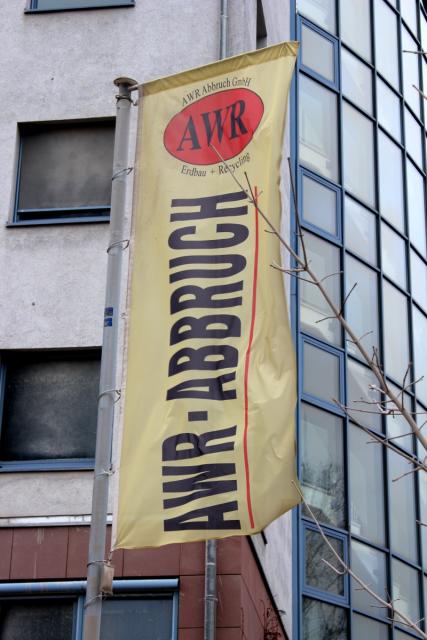 AWR Abbruch GmbH
AWR
Erdbau + Recycling
AWR-ABBRUCH